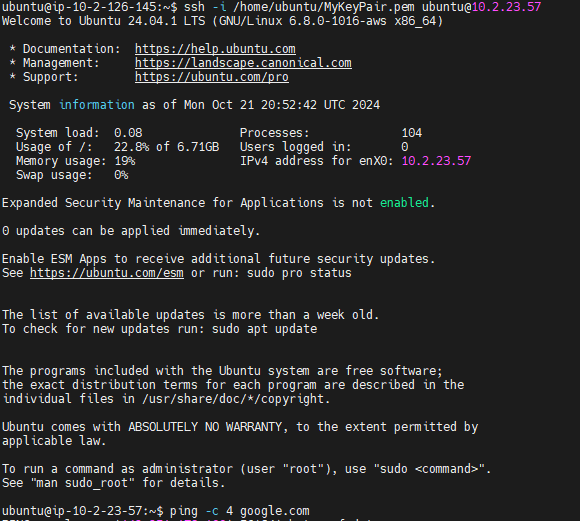 ubuntu@ip-10-2-126-145:~$ ssh -i /home/ubuntu/MyKeyPair.pem ubuntu@10.2.23.57
Welcome to Ubuntu 24.04.1 LTS (GNU/Linux 6.8.0-1016-aws x86_64)
* Documentation: https://help.ubuntu.com
* Management: https://landscape.canonical.com
* Support: https://ubuntu.com/pro
System information as of Mon Oct 21 20:52:42 UTC 2024
System load: 0.08 Processes: 104
Usage of /: 22.8% of 6.71GB Users logged in: 0
Memory usage: 19% IPv4 address for enX0: 10.2.23.57
Swap usage: 0%
Expanded Security Maintenance for Applications is not enabled.
0 updates can be applied immediately.
Enable ESM Apps to receive additional future security updates.
See https://ubuntu.com/esm or run: sudo pro status
The list of available updates is more than a week old.
To check for new updates run: sudo apt update
The programs included with the Ubuntu system are free software;
the exact distribution terms for each program are described in the
individual files in /usr/share/doc/*/copyright.
Ubuntu comes with ABSOLUTELY NO WARRANTY, to the extent permitted by
applicable law.
To run a command as administrator (user "root"), use "sudo <command>".
See "man sudo_root" for details.
ubuntu@ip-10-2-23-57:~$ ping -c 4 google.com